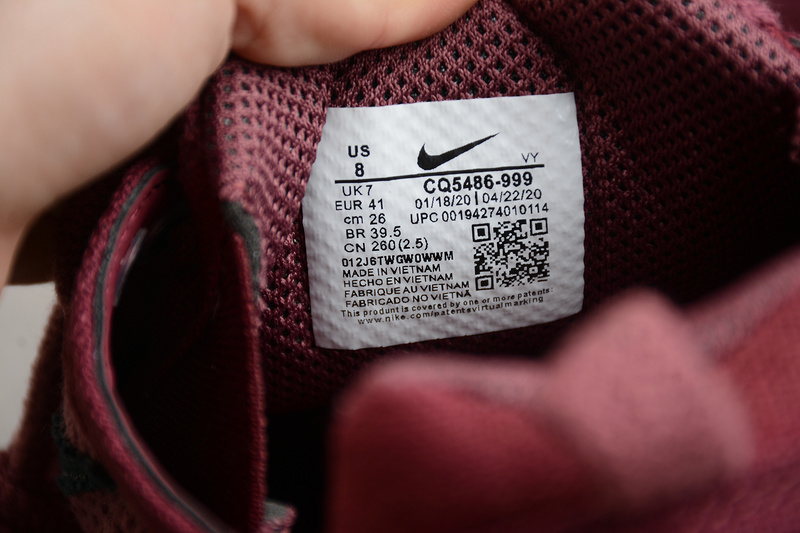 US
8
VY
UK 7
EUR 41
cm 26
BR 39.5
CN 260(2.5)
CQ5486-999
01/18/20 | 04/22/20
UPC 00194274010114
012J6TWGW0WWM
MADE IN VIETNAM
HECHO EN VIETNAM
FABRIQUE AU VIETNAM
FABRICADO NO VIETNÃ
This product is covered by one or more patents:
www.nike.com/patentsvirtualmarking